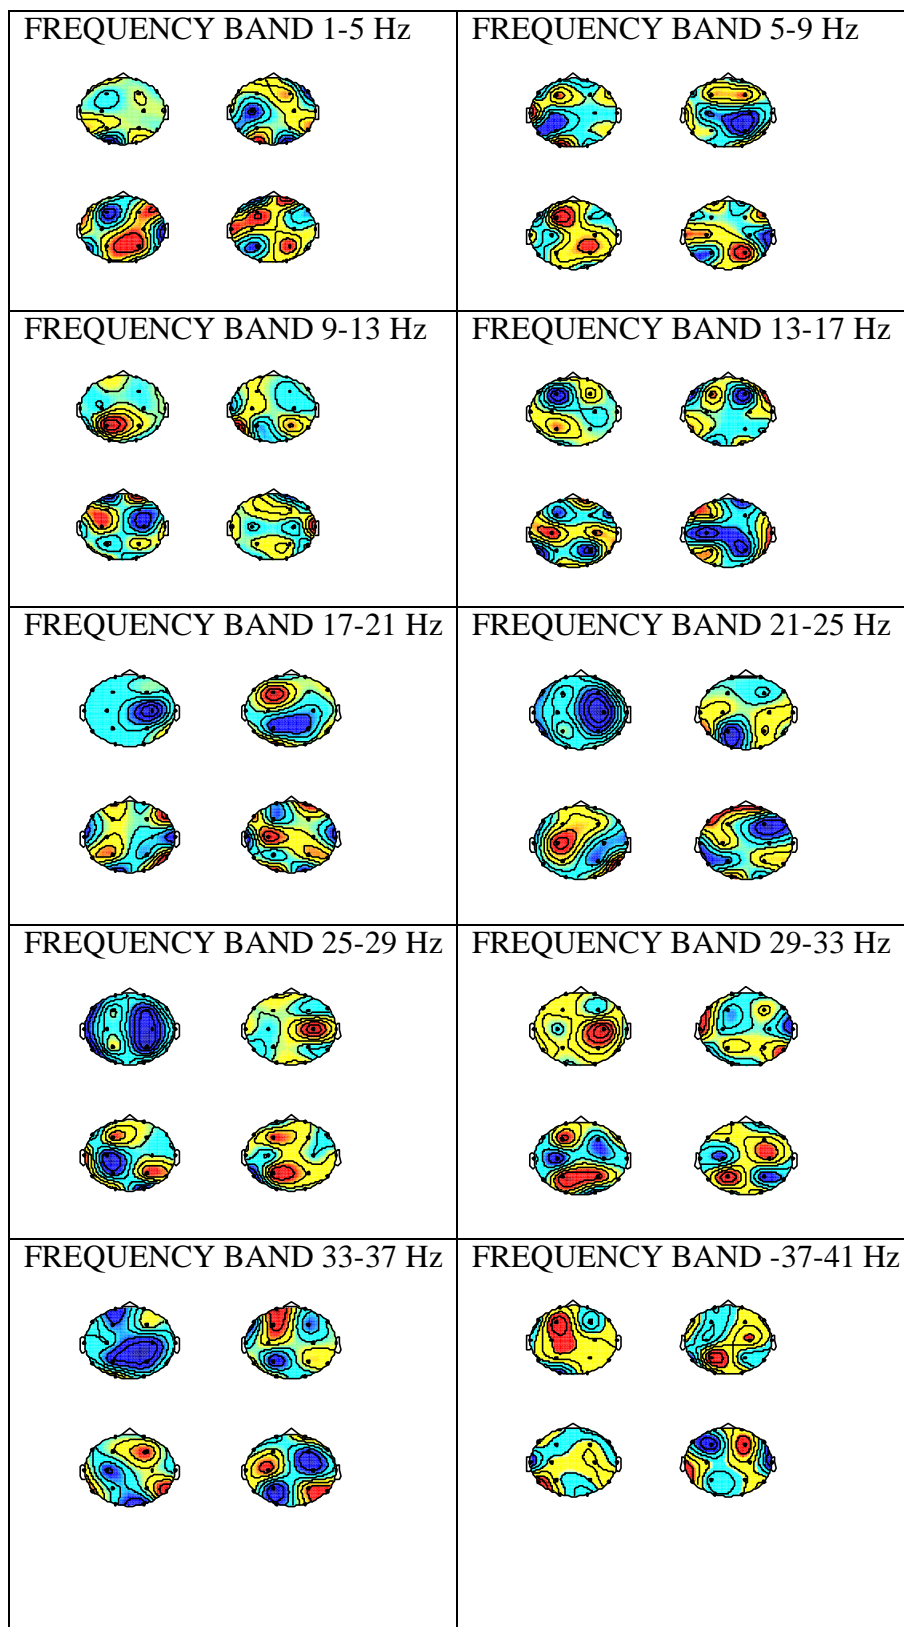 FREQUENCY BAND 1-5 Hz
FREQUENCY BAND 5-9 Hz
FREQUENCY BAND 9-13 Hz
FREQUENCY BAND 13-17 Hz
FREQUENCY BAND 17-21 Hz
FREQUENCY BAND 21-25 Hz
FREQUENCY BAND 25-29 Hz
FREQUENCY BAND 29-33 Hz
FREQUENCY BAND 33-37 Hz
FREQUENCY BAND -37-41 Hz